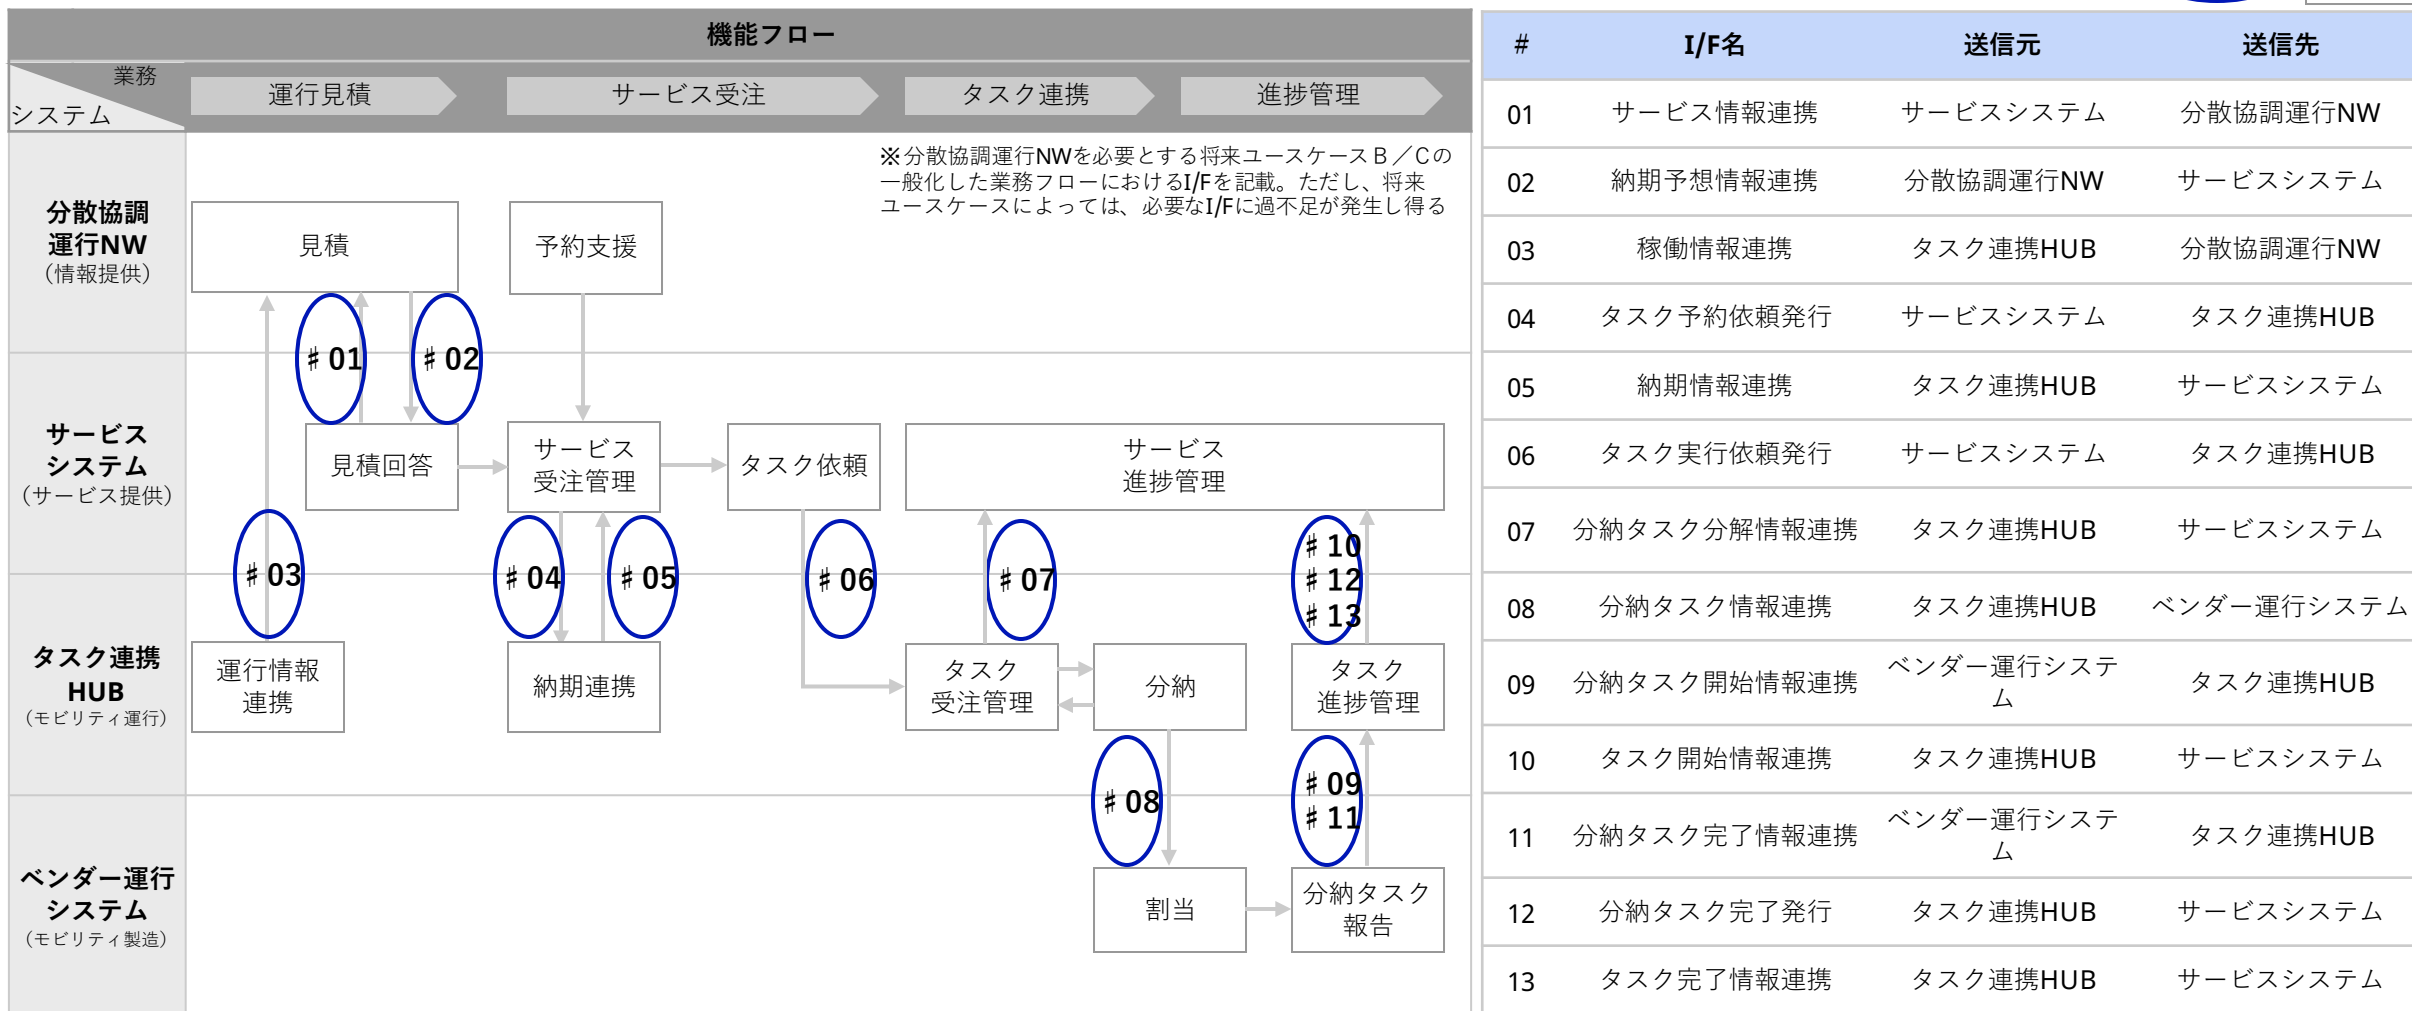 機能フロー
業務
システム
運行見積
サービス受注
タスク連携
進捗管理
※分散協調運行NWを必要とする将来ユースケースB／Cの
一般化した業務フローにおけるI/Fを記載。ただし、将来
ユースケースによっては、必要なI/Fに過不足が発生し得る
分散協調
運行NW
（情報提供）
見積
予約支援
#01
#02
サービス
システム
（サービス提供）
見積回答
サービス
受注管理
タスク依頼
サービス
進捗管理
#03
#04
#05
#06
#07
#10
#12
#13
タスク連携
HUB
（モビリティ運行）
運行情報
連携
納期連携
タスク
受注管理
分納
タスク
進捗管理
#08
#09
#11
ベンダー運行
システム
（モビリティ製造）
割当
分納タスク
報告
# I/F名 送信元 送信先
01 サービス情報連携 サービスシステム 分散協調運行NW
02 納期予想情報連携 分散協調運行NW サービスシステム
03 稼働情報連携 タスク連携HUB 分散協調運行NW
04 タスク予約依頼発行 サービスシステム タスク連携HUB
05 納期情報連携 タスク連携HUB サービスシステム
06 タスク実行依頼発行 サービスシステム タスク連携HUB
07 分納タスク分解情報連携 タスク連携HUB サービスシステム
08 分納タスク情報連携 タスク連携HUB ベンダー運行システム
09 分納タスク開始情報連携 ベンダー運行システ
ム タスク連携HUB
10 タスク開始情報連携 タスク連携HUB サービスシステム
11 分納タスク完了情報連携 ベンダー運行システ
ム タスク連携HUB
12 分納タスク完了発行 タスク連携HUB サービスシステム
13 タスク完了情報連携 タスク連携HUB サービスシステム